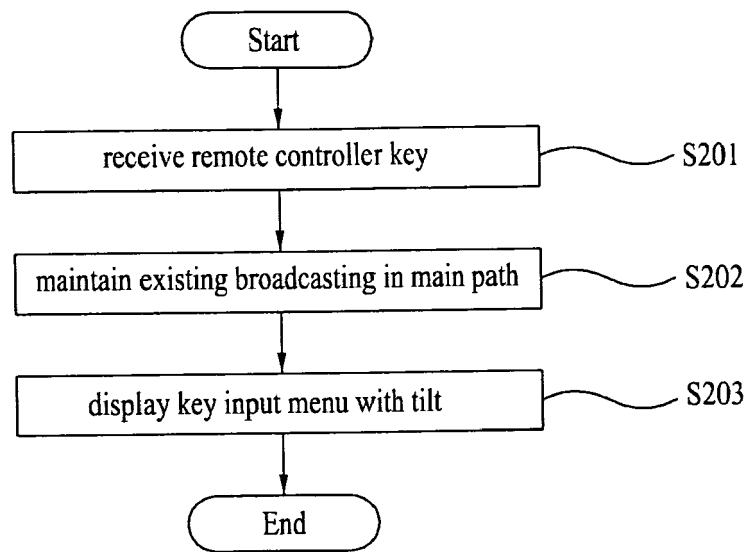 Start
receive remote controller key
S201
maintain existing broadcasting in main path
S202
display key input menu with tilt
S203
End